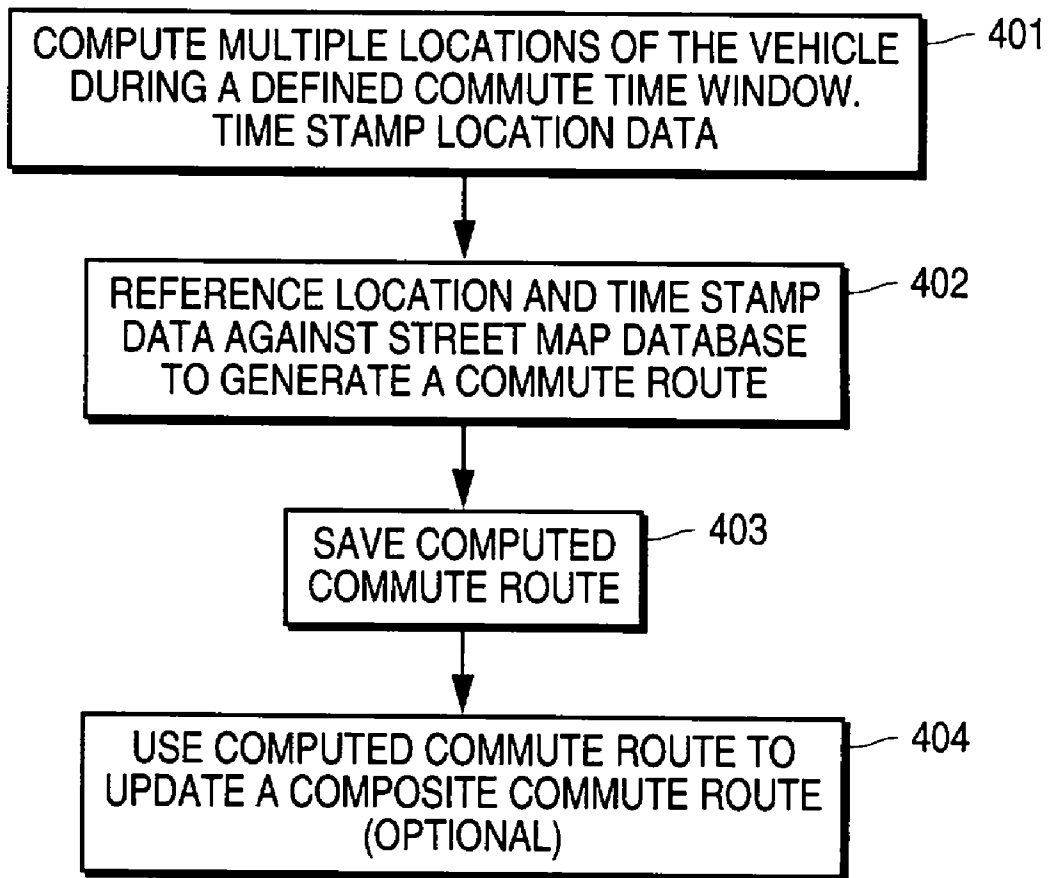 COMPUTE MULTIPLE LOCATIONS OF THE VEHICLE
DURING A DEFINED COMMUTE TIME WINDOW.
TIME STAMP LOCATION DATA
401
REFERENCE LOCATION AND TIME STAMP
DATA AGAINST STREET MAP DATABASE
TO GENERATE A COMMUTE ROUTE
402
SAVE COMPUTED
COMMUTE ROUTE
403
USE COMPUTED COMMUTE ROUTE TO
UPDATE A COMPOSITE COMMUTE ROUTE
(OPTIONAL)
404